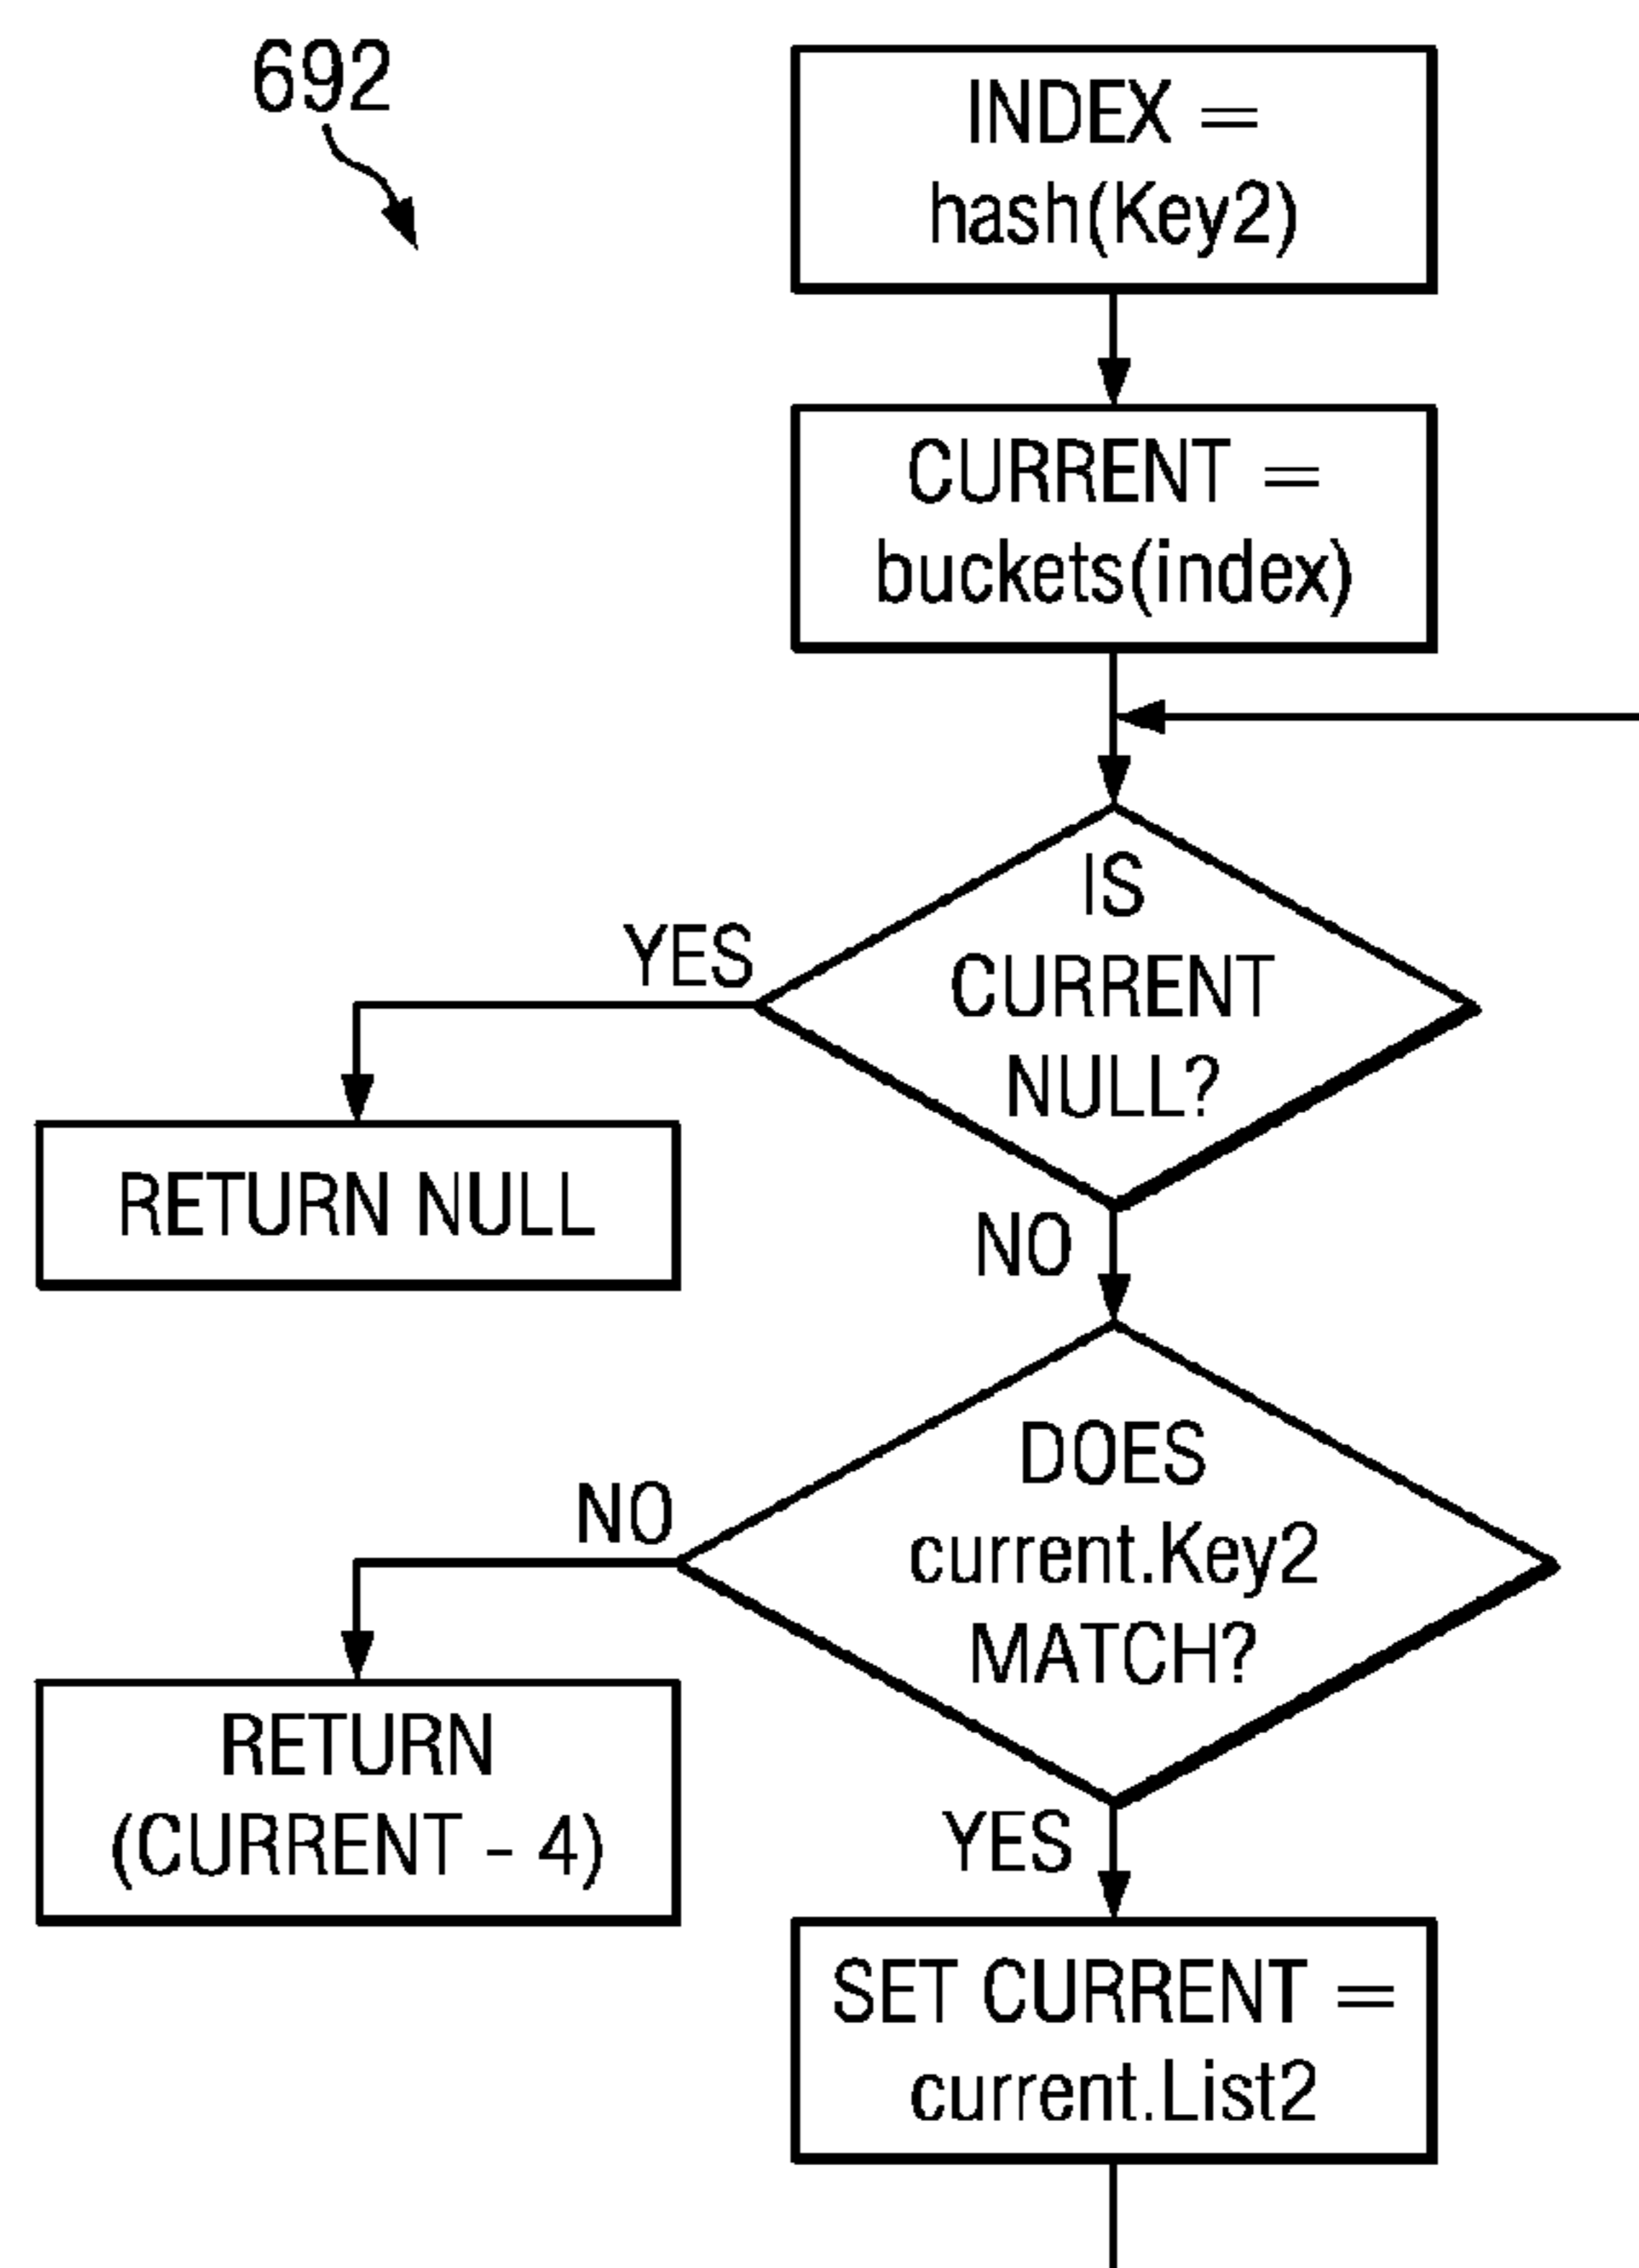 692
INDEX =
hash(Key2)
CURRENT =
buckets(index)
IS
CURRENT
NULL?
YES
RETURN NULL
NO
DOES
current.Key2
MATCH?
NO
RETURN
(CURRENT - 4)
YES
SET CURRENT =
current.List2